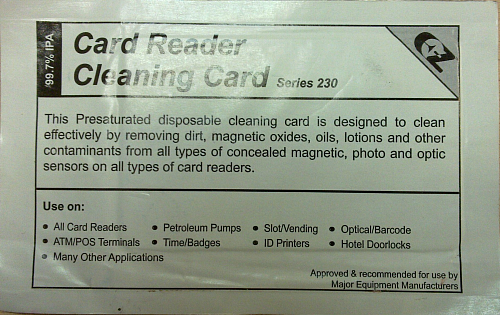 99.7% IPA
Card Reader
Cleaning Card Series 230
This Presaturated disposable cleaning card is designed to clean
effectively by removing dirt, magnetic oxides, oils, lotions and other
contaminants from all types of concealed magnetic, photo and optic
sensors on all types of card readers.
Use on:
• All Card Readers • Petroleum Pumps • Slot/Vending • Optical/Barcode
• ATM/POS Terminals • Time/Badges • ID Printers • Hotel Doorlocks
• Many Other Applications
Approved & recommended for use by
Major Equipment Manufacturers